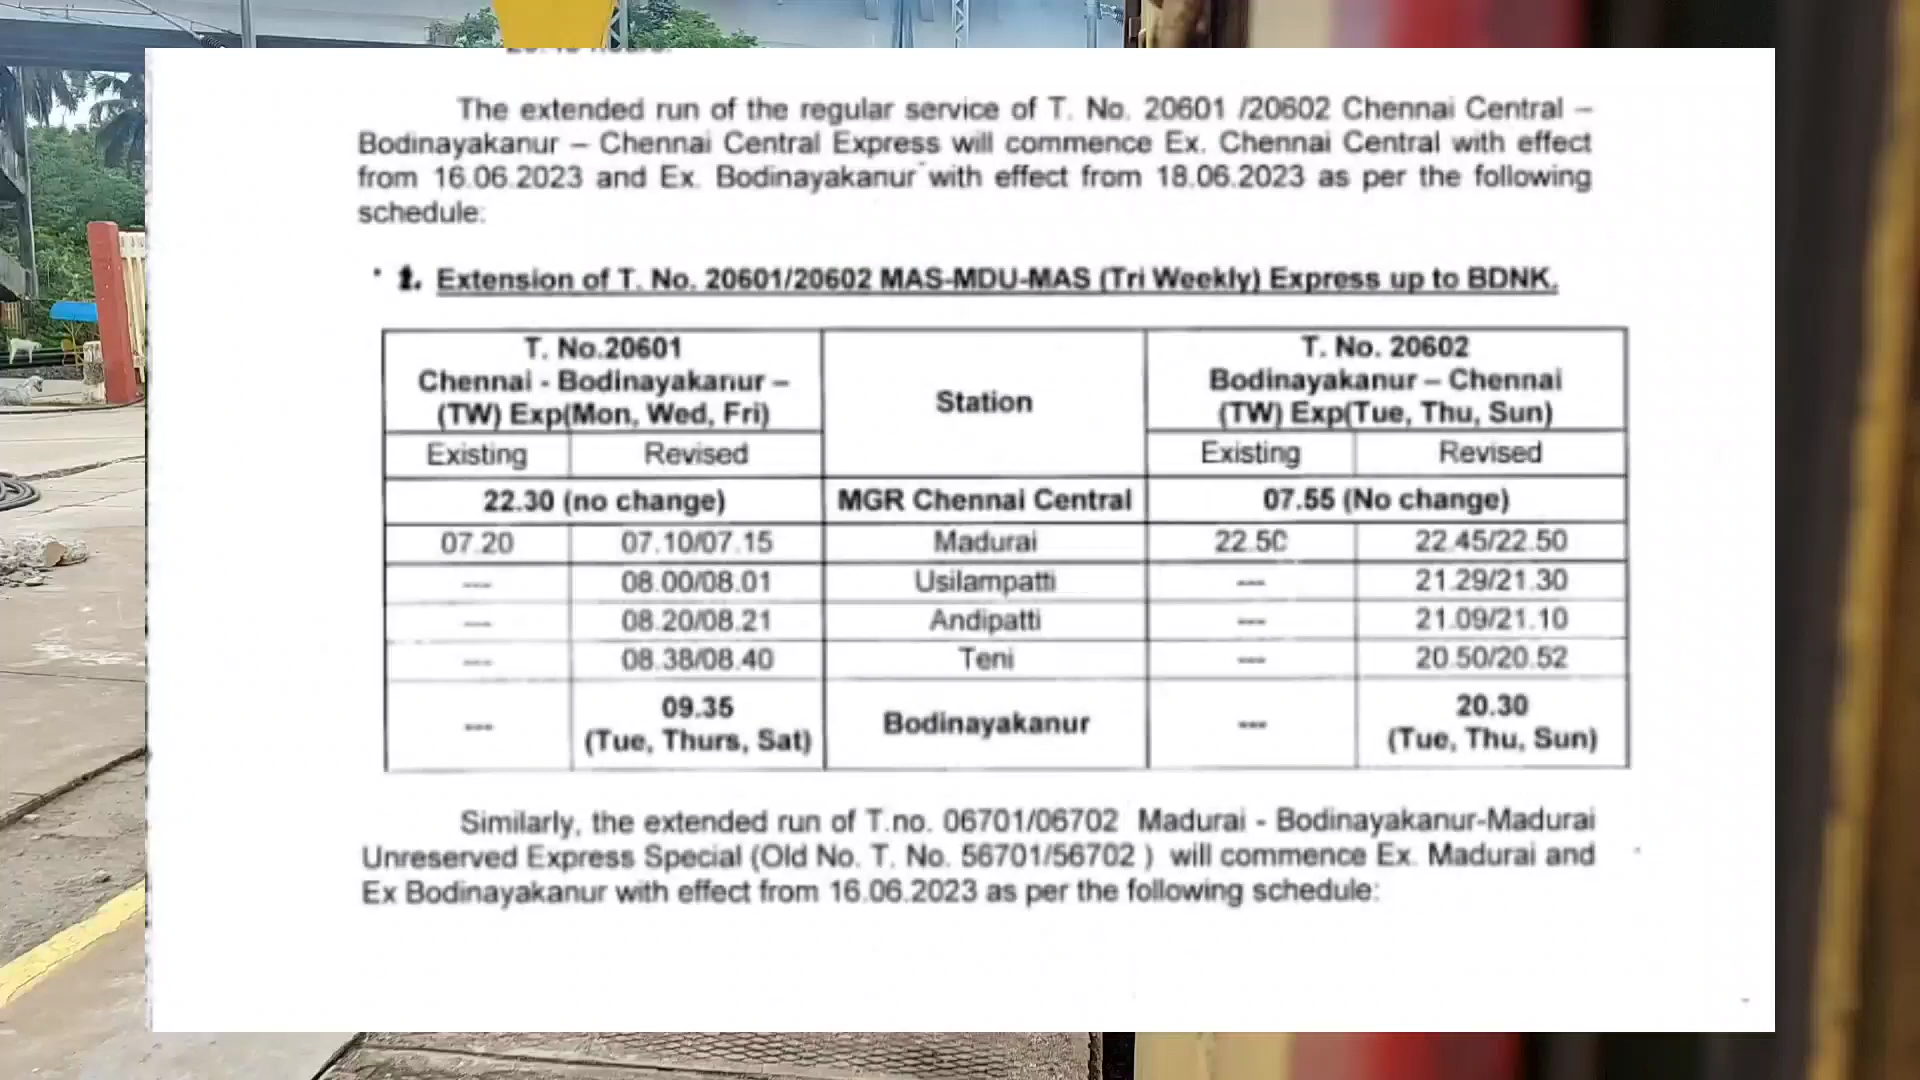 The extended run of the regular service of T. No. 20601 /20602 Chennai Central –
Bodinayakanur – Chennai Central Express will commence Ex. Chennai Central with effect
from 16.06.2023 and Ex. Bodinayakanur with effect from 18.06.2023 as per the following
schedule:
1. Extension of T. No. 20601/20602 MAS-MDU-MAS (Tri Weekly) Express up to BDNK.
T. No.20601
Chennai - Bodinayakanur –
(TW) Exp(Mon, Wed, Fri)
Station
T. No. 20602
Bodinayakanur – Chennai
(TW) Exp(Tue, Thu, Sun)
Existing Revised Existing Revised
22.30 (no change) MGR Chennai Central 07.55 (No change)
07.20 07.10/07.15 Madurai 22.50 22.45/22.50
--- 08.00/08.01 Usilampatti --- 21.29/21.30
--- 08.20/08.21 Andipatti --- 21.09/21.10
--- 08.38/08.40 Teni --- 20.50/20.52
--- 09.35 (Tue, Thurs, Sat) Bodinayakanur --- 20.30 (Tue, Thu, Sun)
Similarly, the extended run of T.no. 06701/06702 Madurai - Bodinayakanur-Madurai
Unreserved Express Special (Old No. T. No. 56701/56702 ) will commence Ex. Madurai and
Ex Bodinayakanur with effect from 16.06.2023 as per the following schedule: